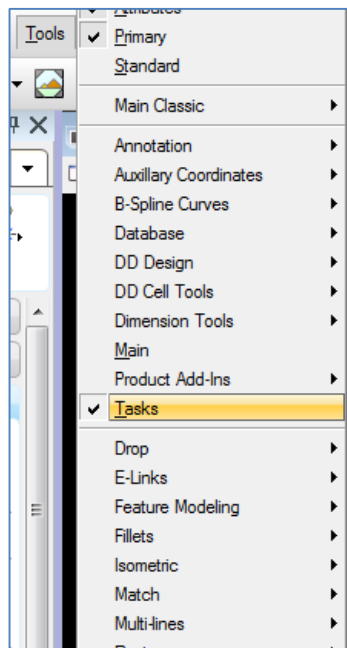 Attributes
Tools
Primary
Standard
Main Classic
Annotation
Auxillary Coordinates
B-Spline Curves
Database
DD Design
DD Cell Tools
Dimension Tools
Main
Product Add-Ins
Tasks
Drop
E-Links
Feature Modeling
Fillets
Isometric
Match
Multi-lines